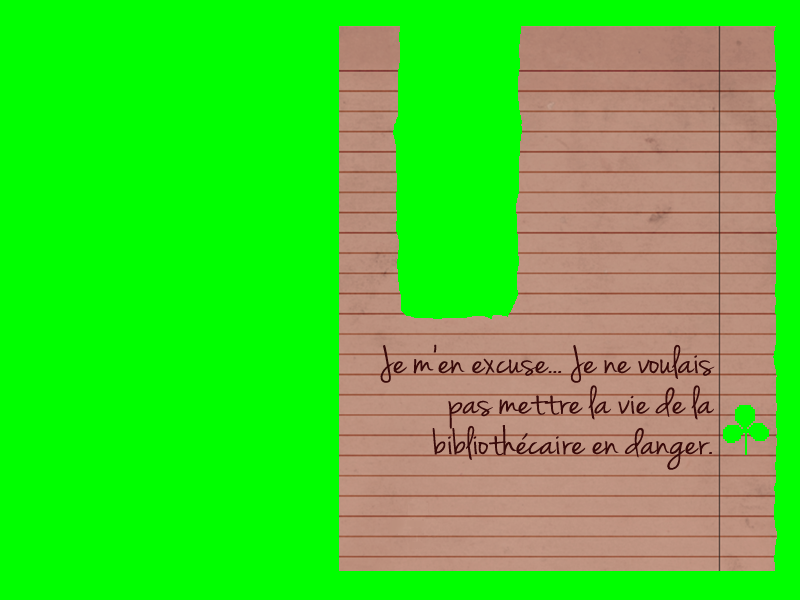 Je m'en excuse... Je ne voulais
pas mettre la vie de la
bibliothécaire en danger.